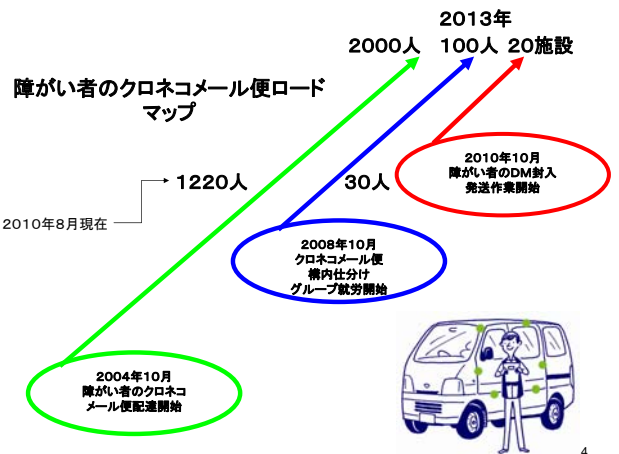 2013年
2000人 100人 20施設
障がい者のクロネコメール便ロード
マップ
1220人
30人
2010年8月現在
2010年10月
障がい者のDM封入
発送作業開始
2008年10月
クロネコメール便
構内仕分け
グループ就労開始
2004年10月
障がい者のクロネコ
メール便配達開始
4